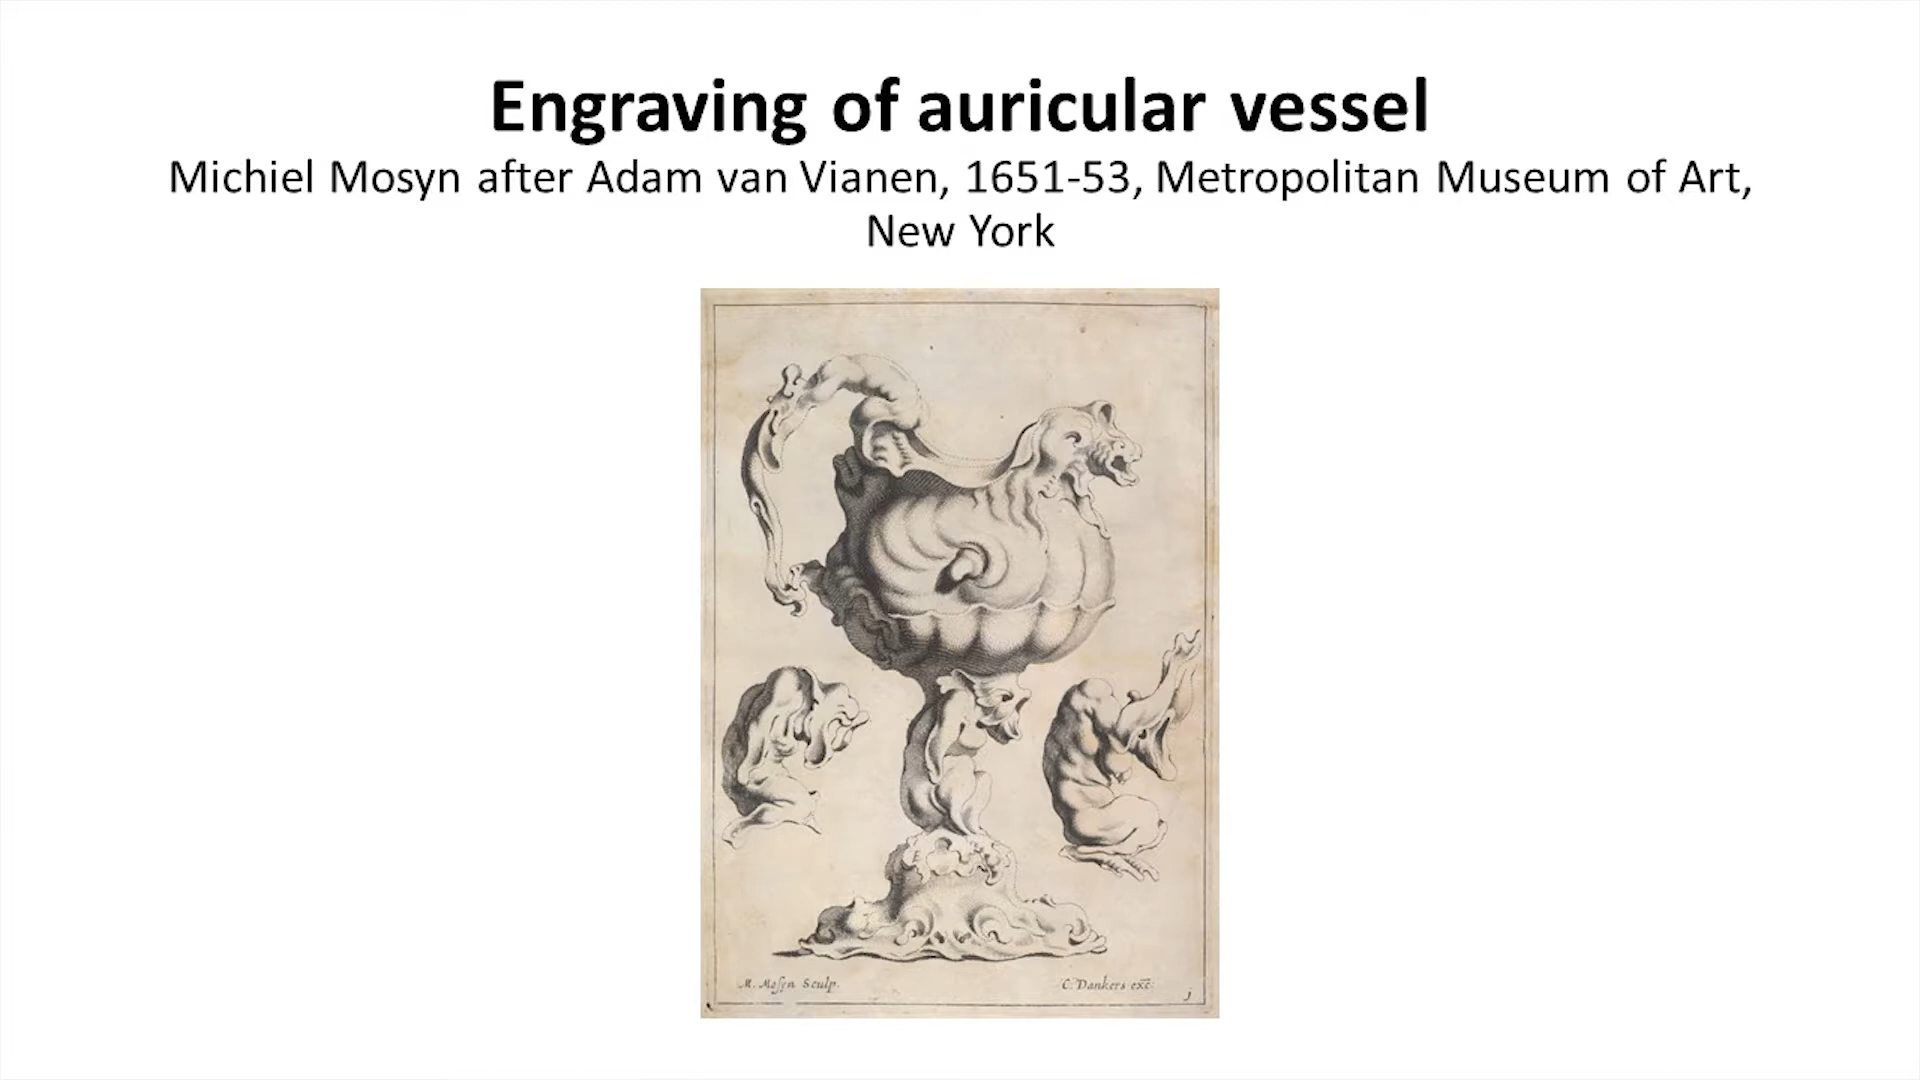 Engraving of auricular vessel
Michiel Mosyn after Adam van Vianen, 1651-53, Metropolitan Museum of Art,
New York
M. Mosyn Sculp.
C. Dankers exc.
j